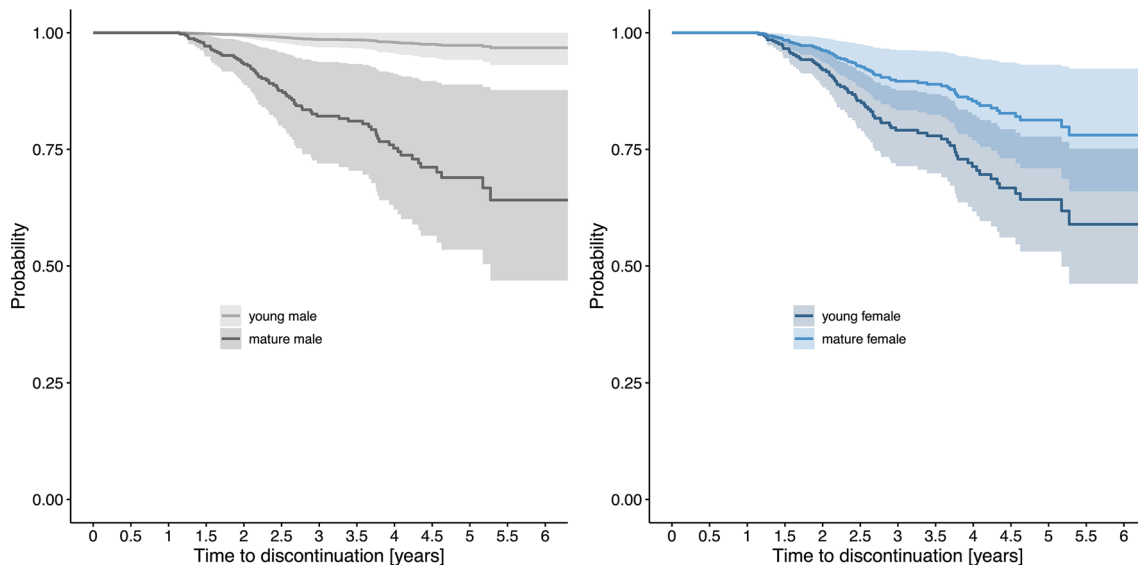 1.00
0.75
0.50
0.25
0.00
Probability
young male
mature male
0 0.5 1 1.5 2 2.5 3 3.5 4 4.5 5 5.5 6
Time to discontinuation [years]
1.00
0.75
0.50
0.25
0.00
Probability
young female
mature female
0 0.5 1 1.5 2 2.5 3 3.5 4 4.5 5 5.5 6
Time to discontinuation [years]